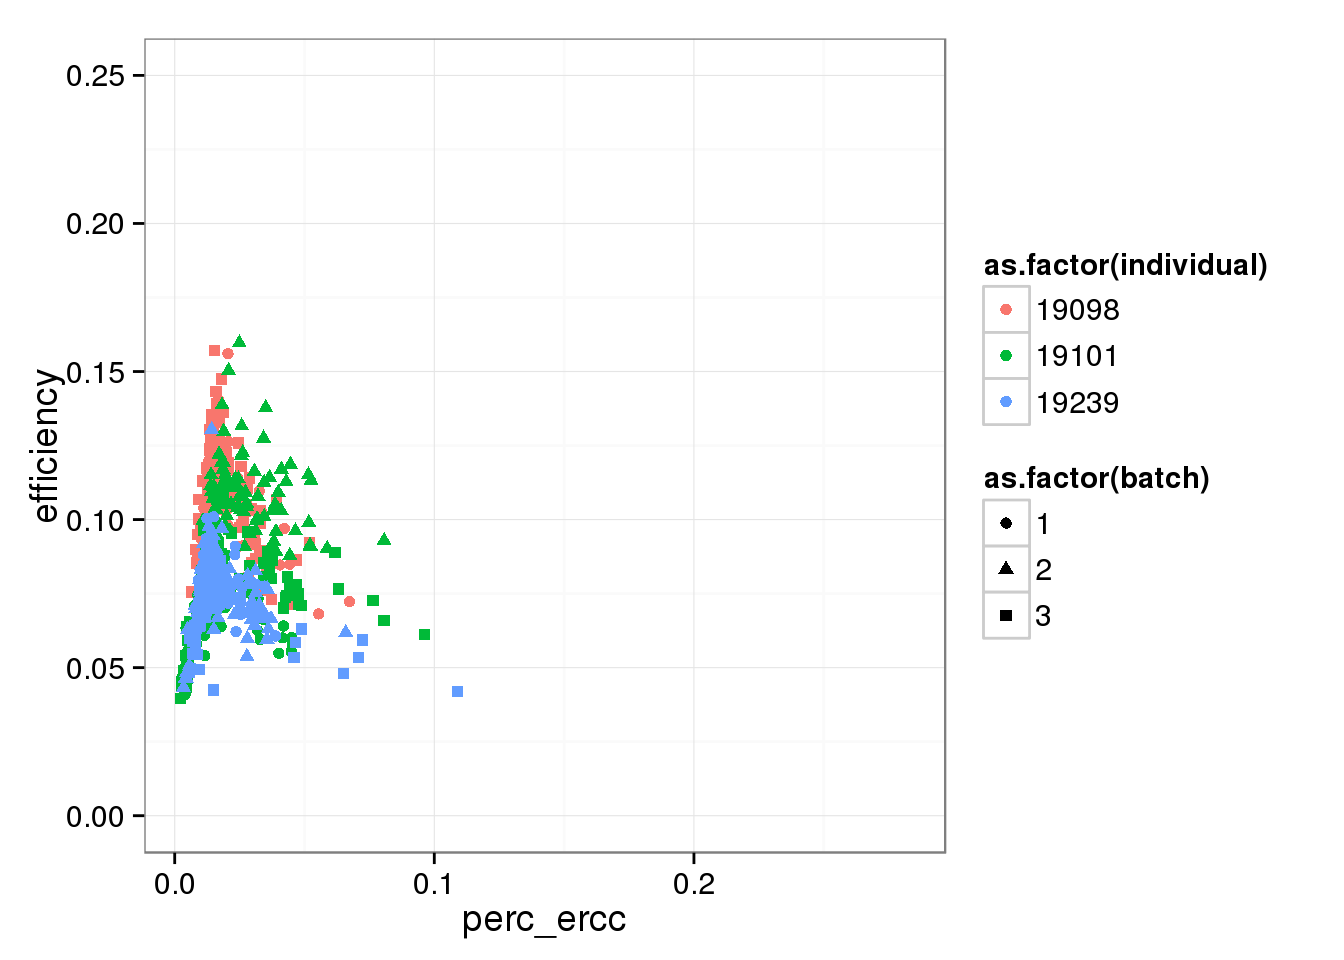 0.25
0.20
0.15
0.10
0.05
0.00
efficiency
0.0 0.1 0.2
perc_ercc
as.factor(individual)
19098
19101
19239
as.factor(batch)
1
2
3